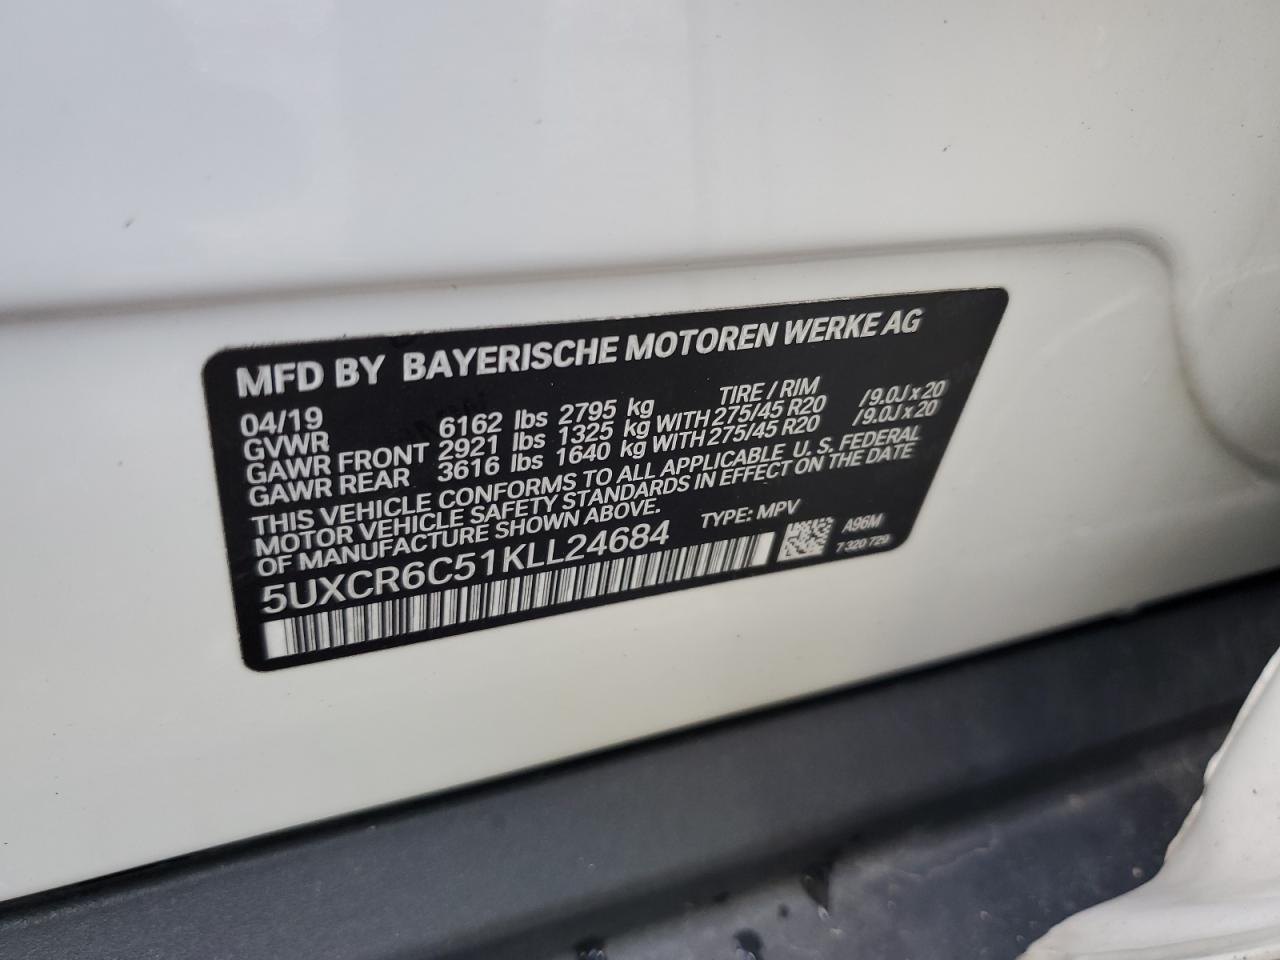 MFD BY BAYERISCHE MOTOREN WERKE AG
04/19 TIRE / RIM
GVWR 6162 lbs 2795 kg
GAWR FRONT 2921 lbs 1325 kg WITH 275/45 R20 /9.0J x 20
GAWR REAR 3616 lbs 1640 kg WITH 275/45 R20 /9.0J x 20
THIS VEHICLE CONFORMS TO ALL APPLICABLE U. S. FEDERAL
MOTOR VEHICLE SAFETY STANDARDS IN EFFECT ON THE DATE
OF MANUFACTURE SHOWN ABOVE.
5UXCR6C51KLL24684 TYPE: MPV
A96M
7 320 729